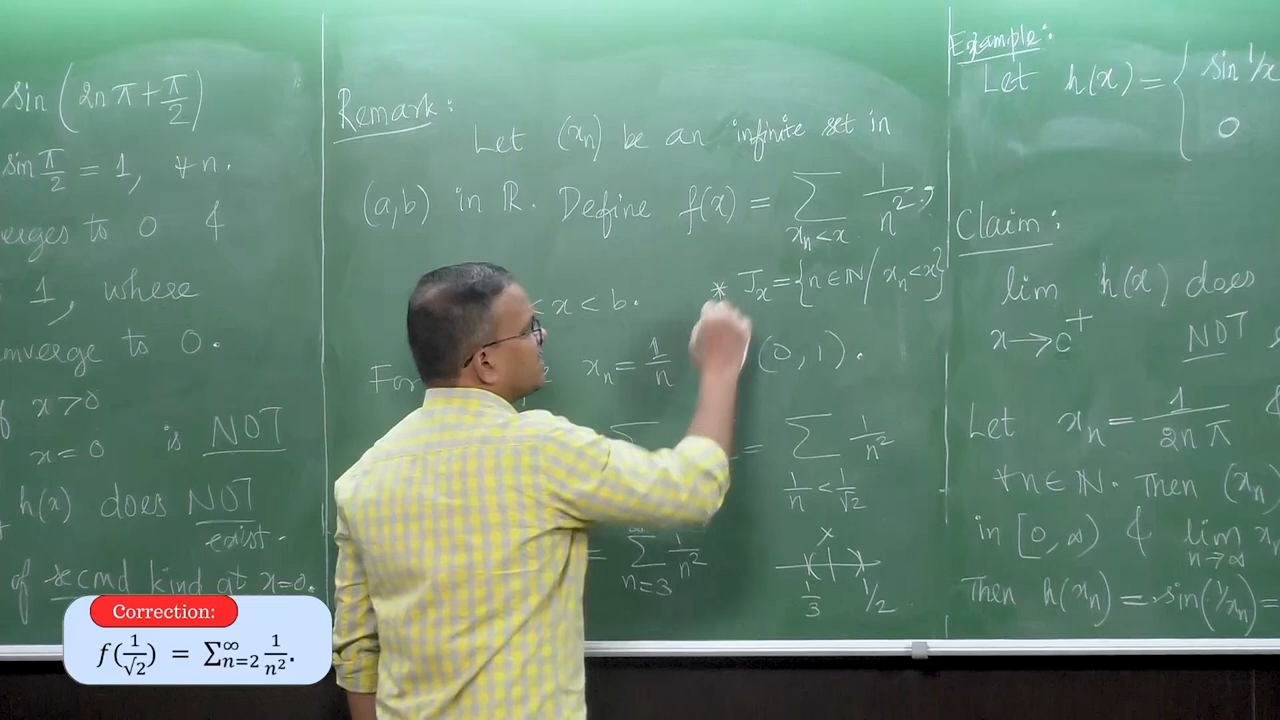 sin(2nπ+π/2)
sin π/2 = 1, ∀ n.
erges to 0 &
1, where
nverge to 0.
x>0
x=0 is NOT
h(x) does NOT
exist.
of second kind at x=0.
Remark:
Let (xₙ) be an infinite set in
(a,b) in ℝ. Define f(x) = ∑_{xₙ<x} 1/n²,
< x < b.
* Jₓ = {n∈ℕ / xₙ<x}
For xₙ = 1/n (0,1).
∑ = ∑_{1/n < 1/√2} 1/n²
= ∑_{n=3}^∞ 1/n²
x
1/3 1/2
Example:
Let h(x) = { sin 1/x
0
Claim:
lim_{x→0⁺} h(x) does
NOT
Let xₙ = 1/(2nπ)
∀n∈ℕ. Then (xₙ)
in [0,∞) & lim_{n→∞} xₙ
Then h(xₙ) = sin(1/xₙ) =
Correction:
f(1/√2) = ∑_{n=2}^∞ 1/n².